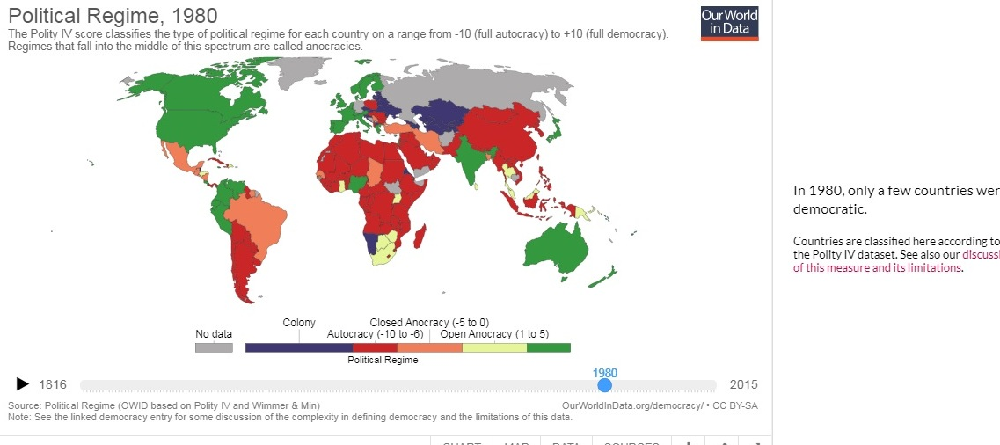 Political Regime, 1980
The Polity IV score classifies the type of political regime for each country on a range from -10 (full autocracy) to +10 (full democracy).
Regimes that fall into the middle of this spectrum are called anocracies.
Our World
in Data
In 1980, only a few countries wer
democratic.
Countries are classified here according to
the Polity IV dataset. See also our discussi
of this measure and its limitations.
Colony
Closed Anocracy (-5 to 0)
No data
Autocracy (-10 to -6)
Open Anocracy (1 to 5)
Political Regime
1980
1816
2015
Source: Political Regime (OWID based on Polity IV and Wimmer & Min)
OurWorldInData.org/democracy/ • CC BY-SA
Note: See the linked democracy entry for some discussion of the complexity in defining democracy and the limitations of this data.
CHART MAP DATA SOURCES